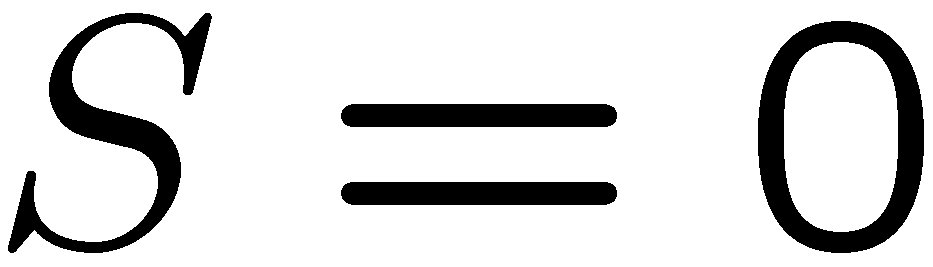 S = 0